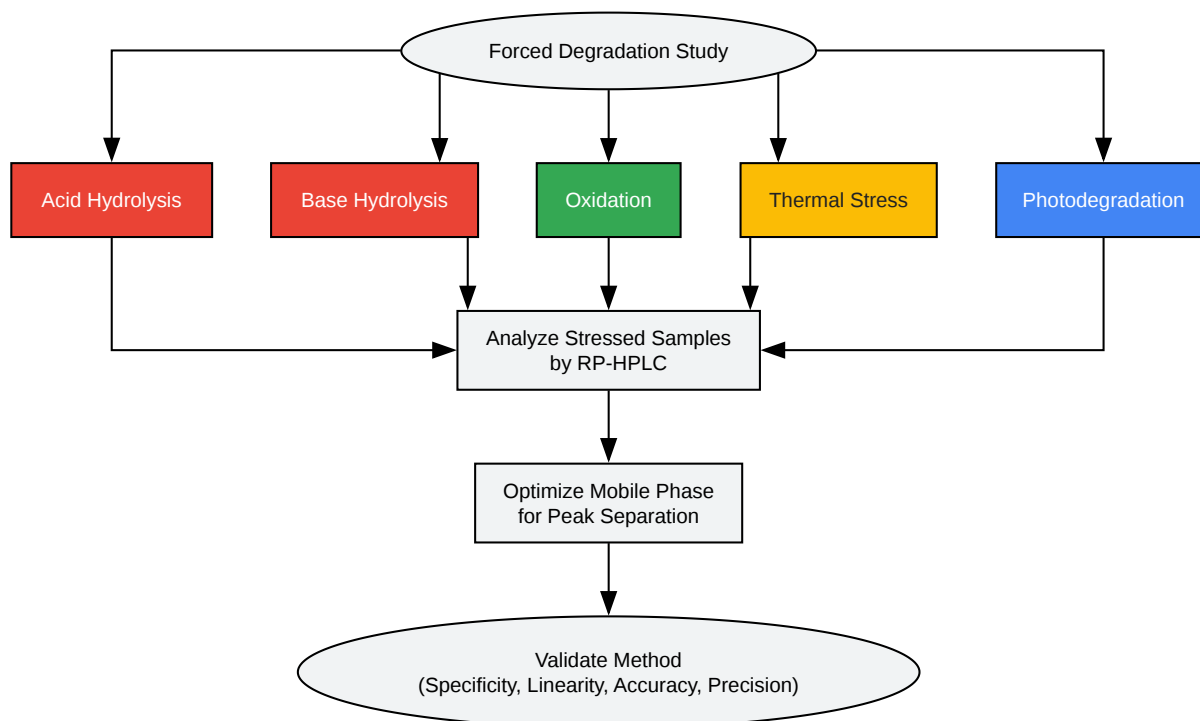 Forced Degradation Study
Acid Hydrolysis
Base Hydrolysis
Oxidation
Thermal Stress
Photodegradation
Analyze Stressed Samples
by RP-HPLC
Optimize Mobile Phase
for Peak Separation
Validate Method
(Specificity, Linearity, Accuracy, Precision)